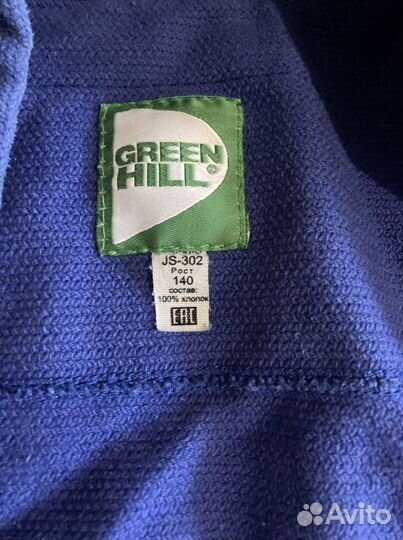 GREEN
HILL®
JS-302
Рост
140
состав:
100% хлопок
EAC
Avito